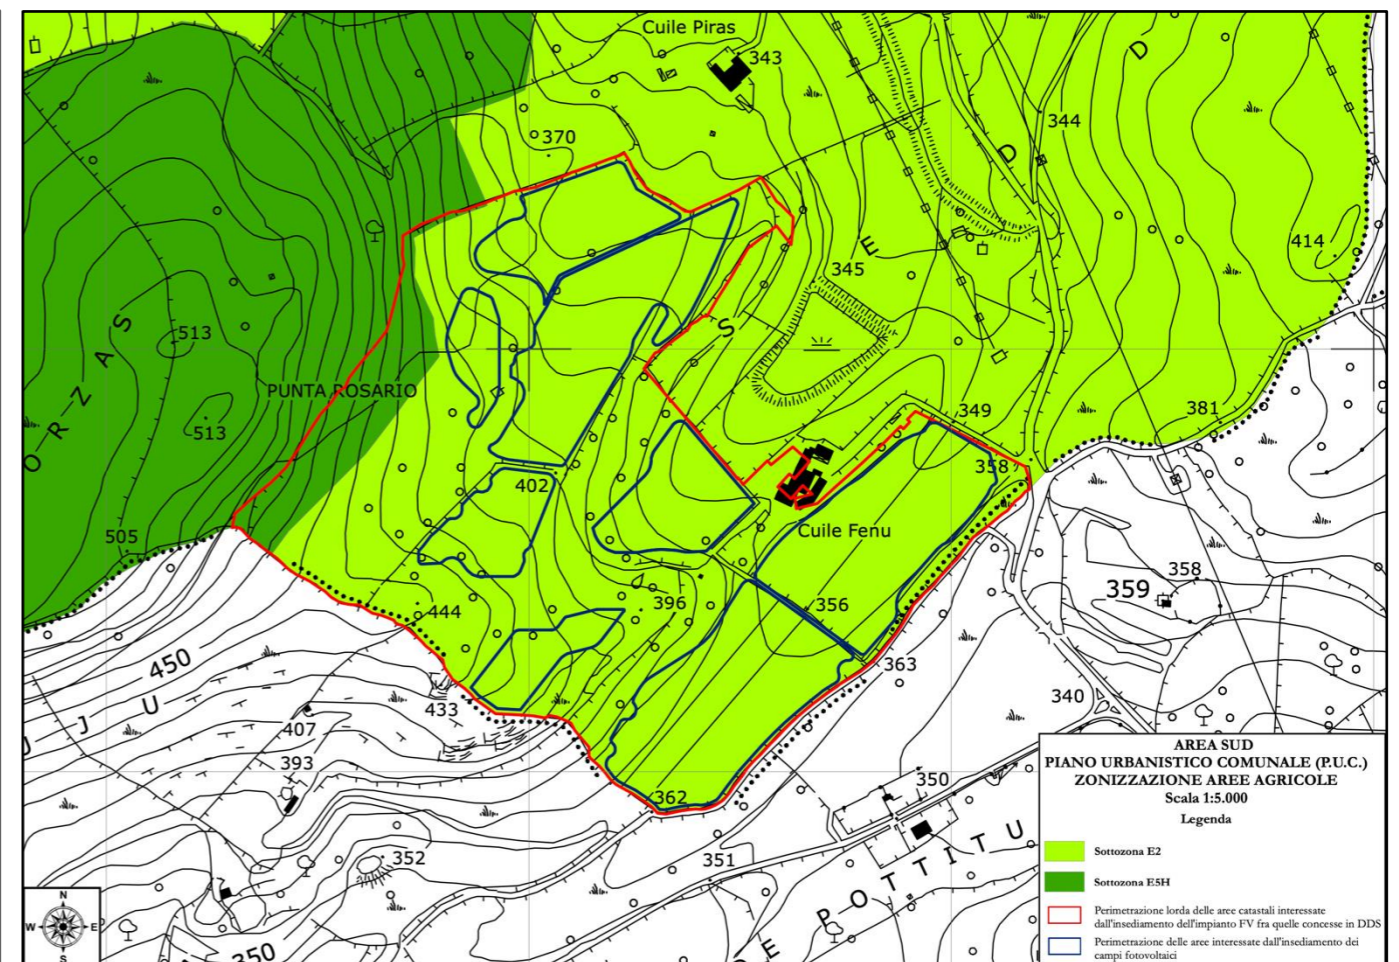 Cuile Piras
343
D
344
370
D
E
414
345
S
513
PUNTA ROSARIO
ORZAS
513
349
381
358
402
Cuile Fenu
505
359
358
444
396
356
450
363
433
340
J U
407
393
362
350
352
351
E POTTITU
350
N
W E
S
AREA SUD
PIANO URBANISTICO COMUNALE (P.U.C.)
ZONIZZAZIONE AREE AGRICOLE
Scala 1:5.000
Legenda
Sottozona E2
Sottozona E5H
Perimetrazione lorda delle aree catastali interessate
dall'insediamento dell'impianto FV fra quelle concesse in DDS
Perimetrazione delle aree interessate dall'insediamento dei
campi fotovoltaici